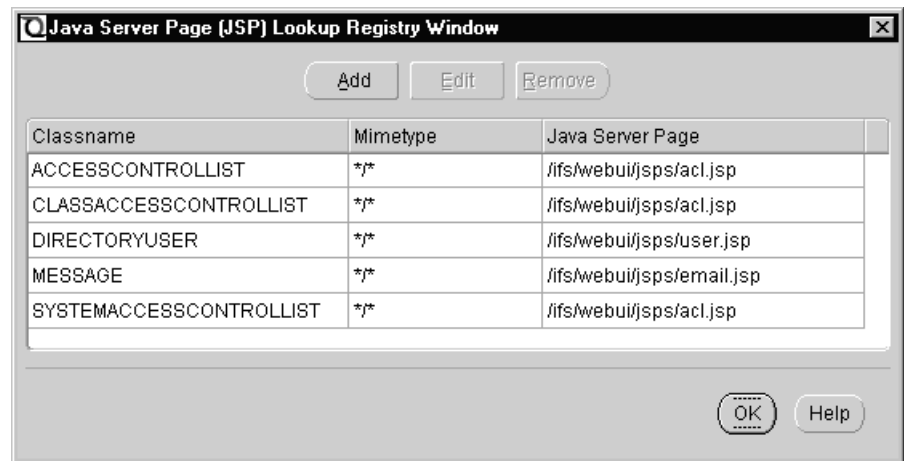 Java Server Page (JSP) Lookup Registry Window
Add Edit Remove
Classname Mimetype Java Server Page
ACCESSCONTROLLIST */* /ifs/webui/jsps/acl.jsp
CLASSACCESSCONTROLLIST */* /ifs/webui/jsps/acl.jsp
DIRECTORYUSER */* /ifs/webui/jsps/user.jsp
MESSAGE */* /ifs/webui/jsps/email.jsp
SYSTEMACCESSCONTROLLIST */* /ifs/webui/jsps/acl.jsp
OK Help